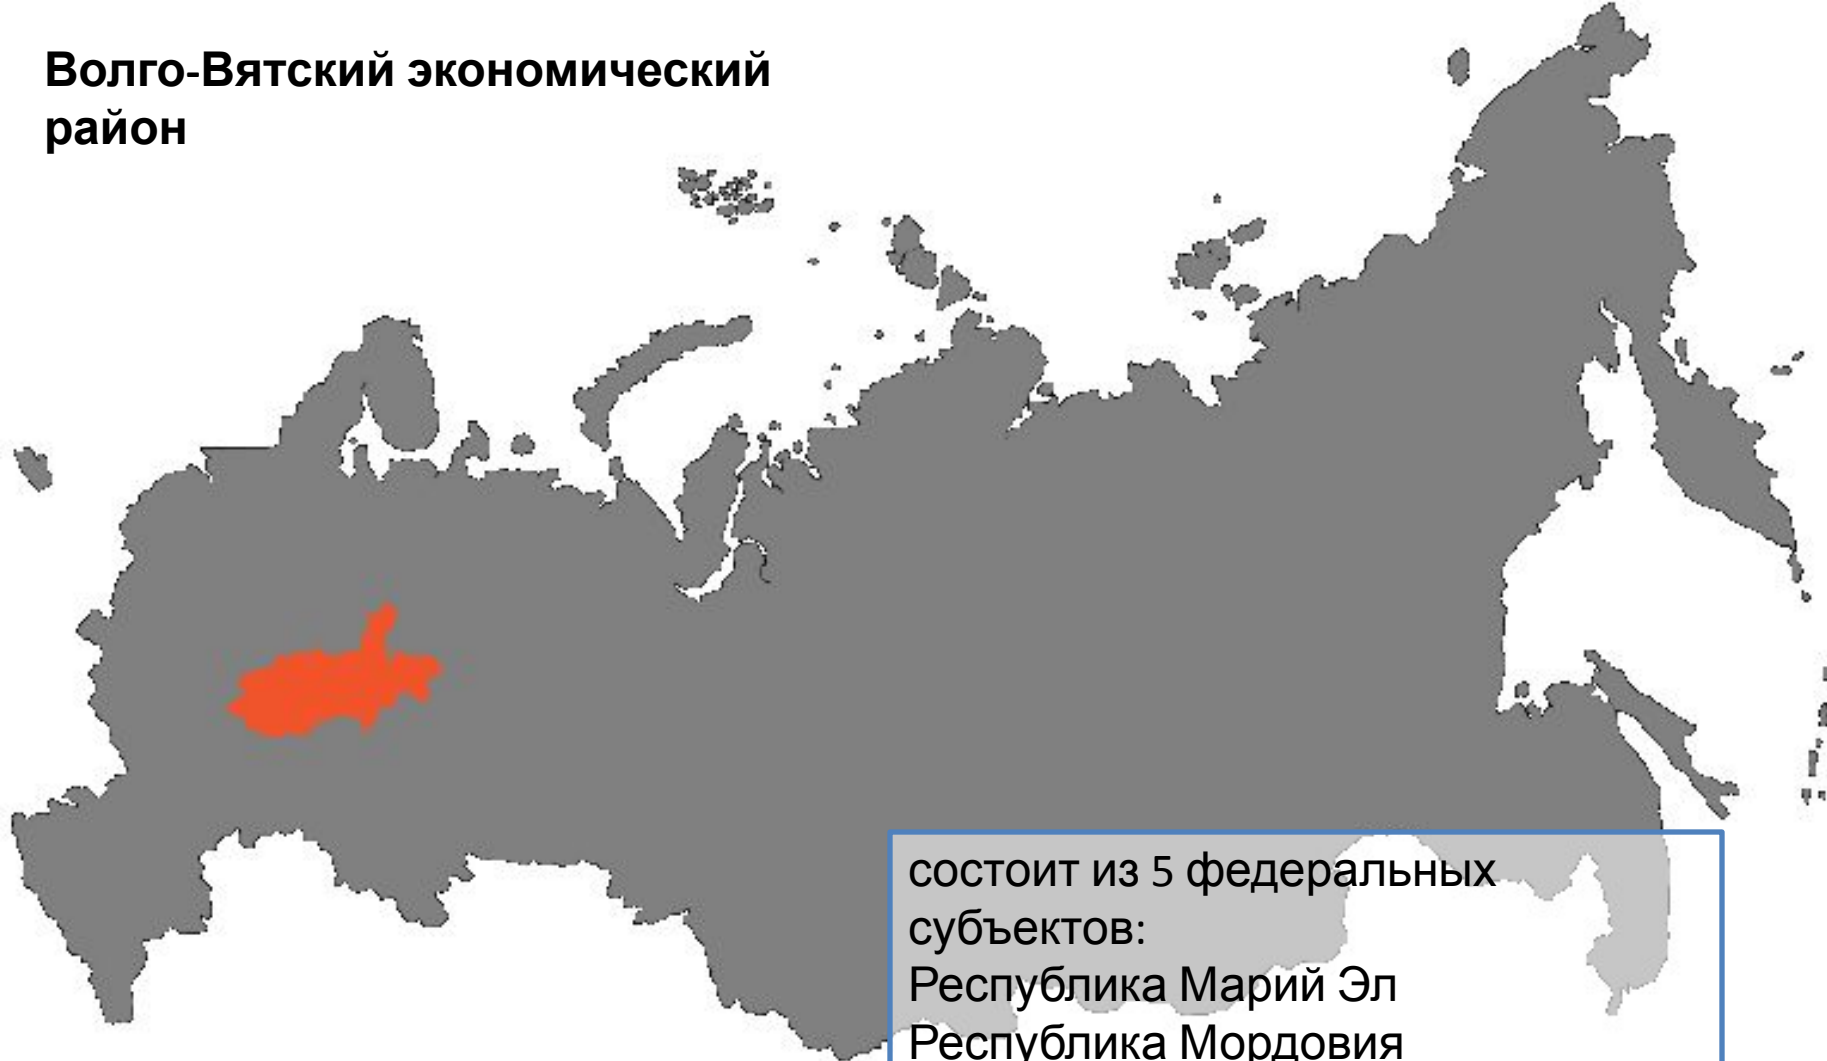 Волго-Вятский экономический
район
состоит из 5 федеральных
субъектов:
Республика Марий Эл
Республика Мордовия